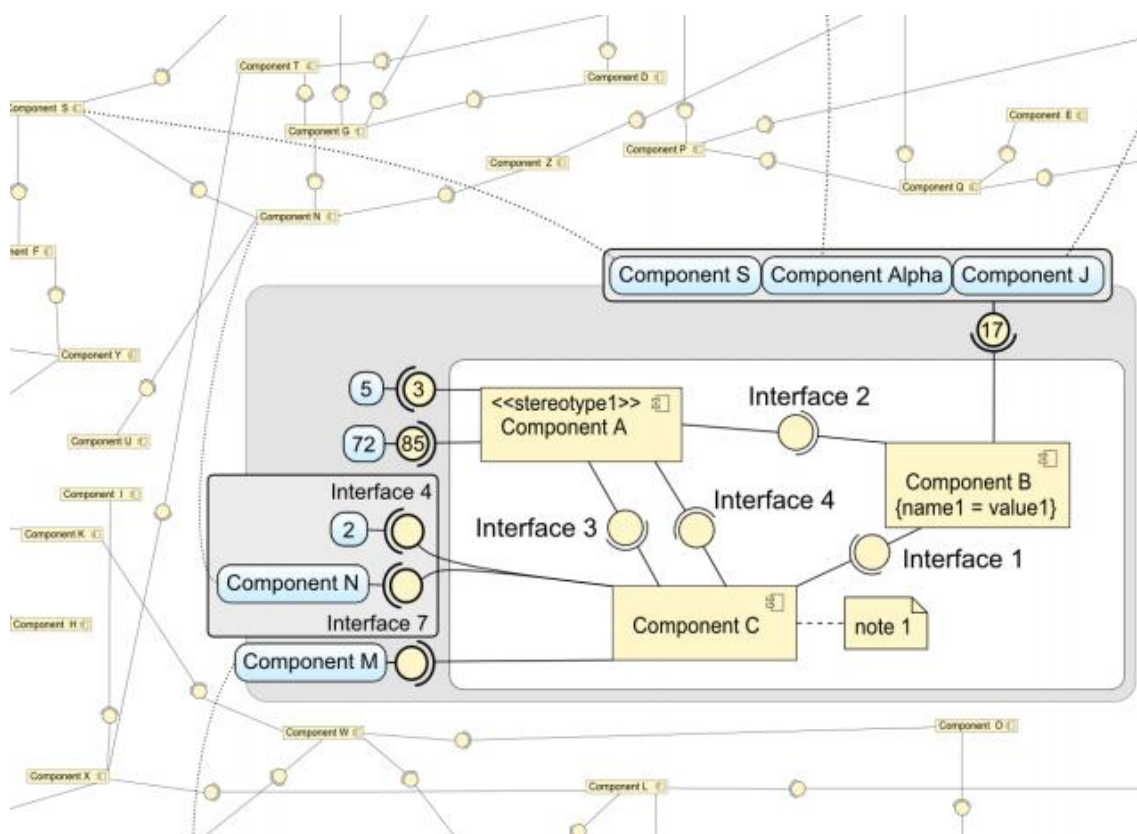 Component T
Component D
Component S
Component G
Component E
Component P
Component Z
Component Q
Component N
nent F
Component S
Component Alpha
Component J
17
Component Y
5
3
<<stereotype1>>
Component A
Interface 2
72
85
Component U
Component B
{name1 = value1}
Interface 4
Component I
2
Interface 3
Interface 4
Component K
Interface 1
Component N
Interface 7
Component H
Component C
note 1
Component M
Component W
Component O
Component X
Component L